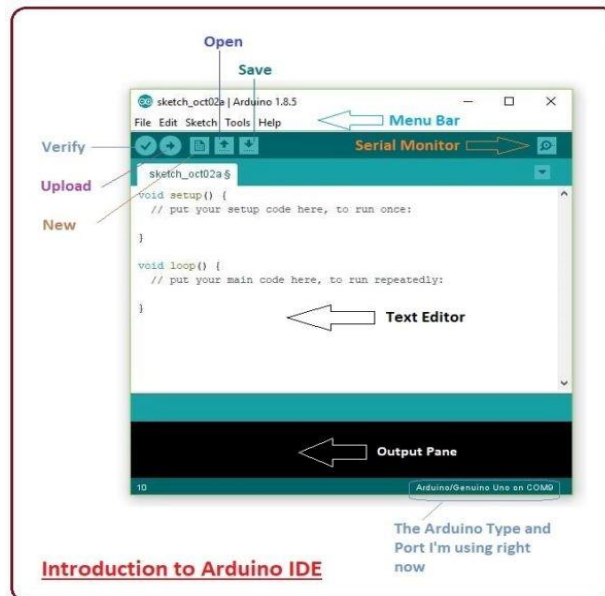 Open
Save
sketch_oct02a | Arduino 1.8.5
File Edit Sketch Tools Help
Menu Bar
Verify
Serial Monitor
sketch_oct02a §
Upload
New
void setup() {
// put your setup code here, to run once:
}
void loop() {
// put your main code here, to run repeatedly:
}
Text Editor
Output Pane
10
Arduino/Genuino Uno on COM9
The Arduino Type and
Port I'm using right
now
Introduction to Arduino IDE